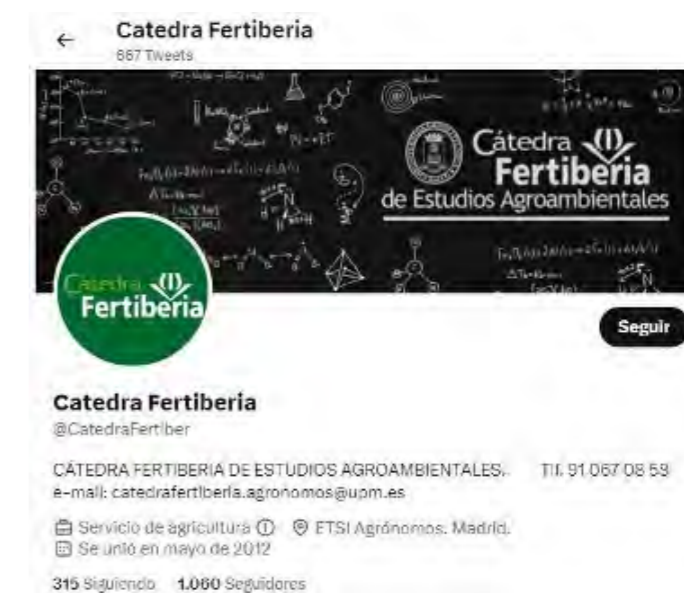 Catedra Fertiberia
667 Tweets
Cátedra
Fertiberia
de Estudios Agroambientales
Cátedra
Fertiberia
Seguir
Catedra Fertiberia
@CatedraFertiber
CÁTEDRA FERTIBERIA DE ESTUDIOS AGROAMBIENTALES. Tlf. 91 067 08 58
e-mail: catedrafertiberia.agronomos@upm.es
Servicio de agricultura ETSI Agrónomos. Madrid.
Se unió en mayo de 2012
315 Siguiendo 1.060 Seguidores